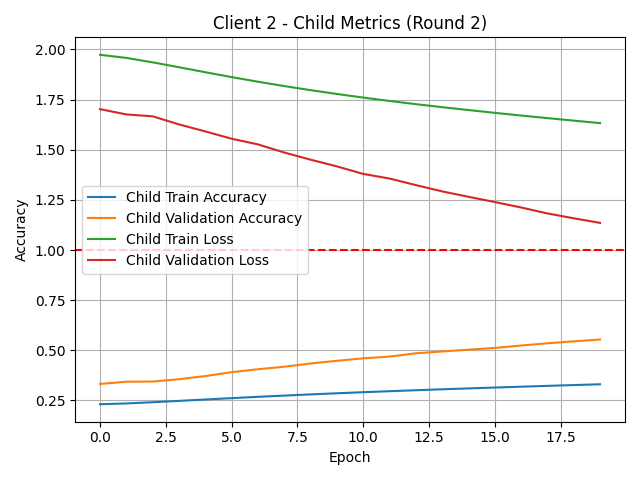 Client 2 - Child Metrics (Round 2)
2.00
1.75
1.50
1.25
1.00
0.75
0.50
0.25
Accuracy
Child Train Accuracy
Child Validation Accuracy
Child Train Loss
Child Validation Loss
0.0 2.5 5.0 7.5 10.0 12.5 15.0 17.5
Epoch